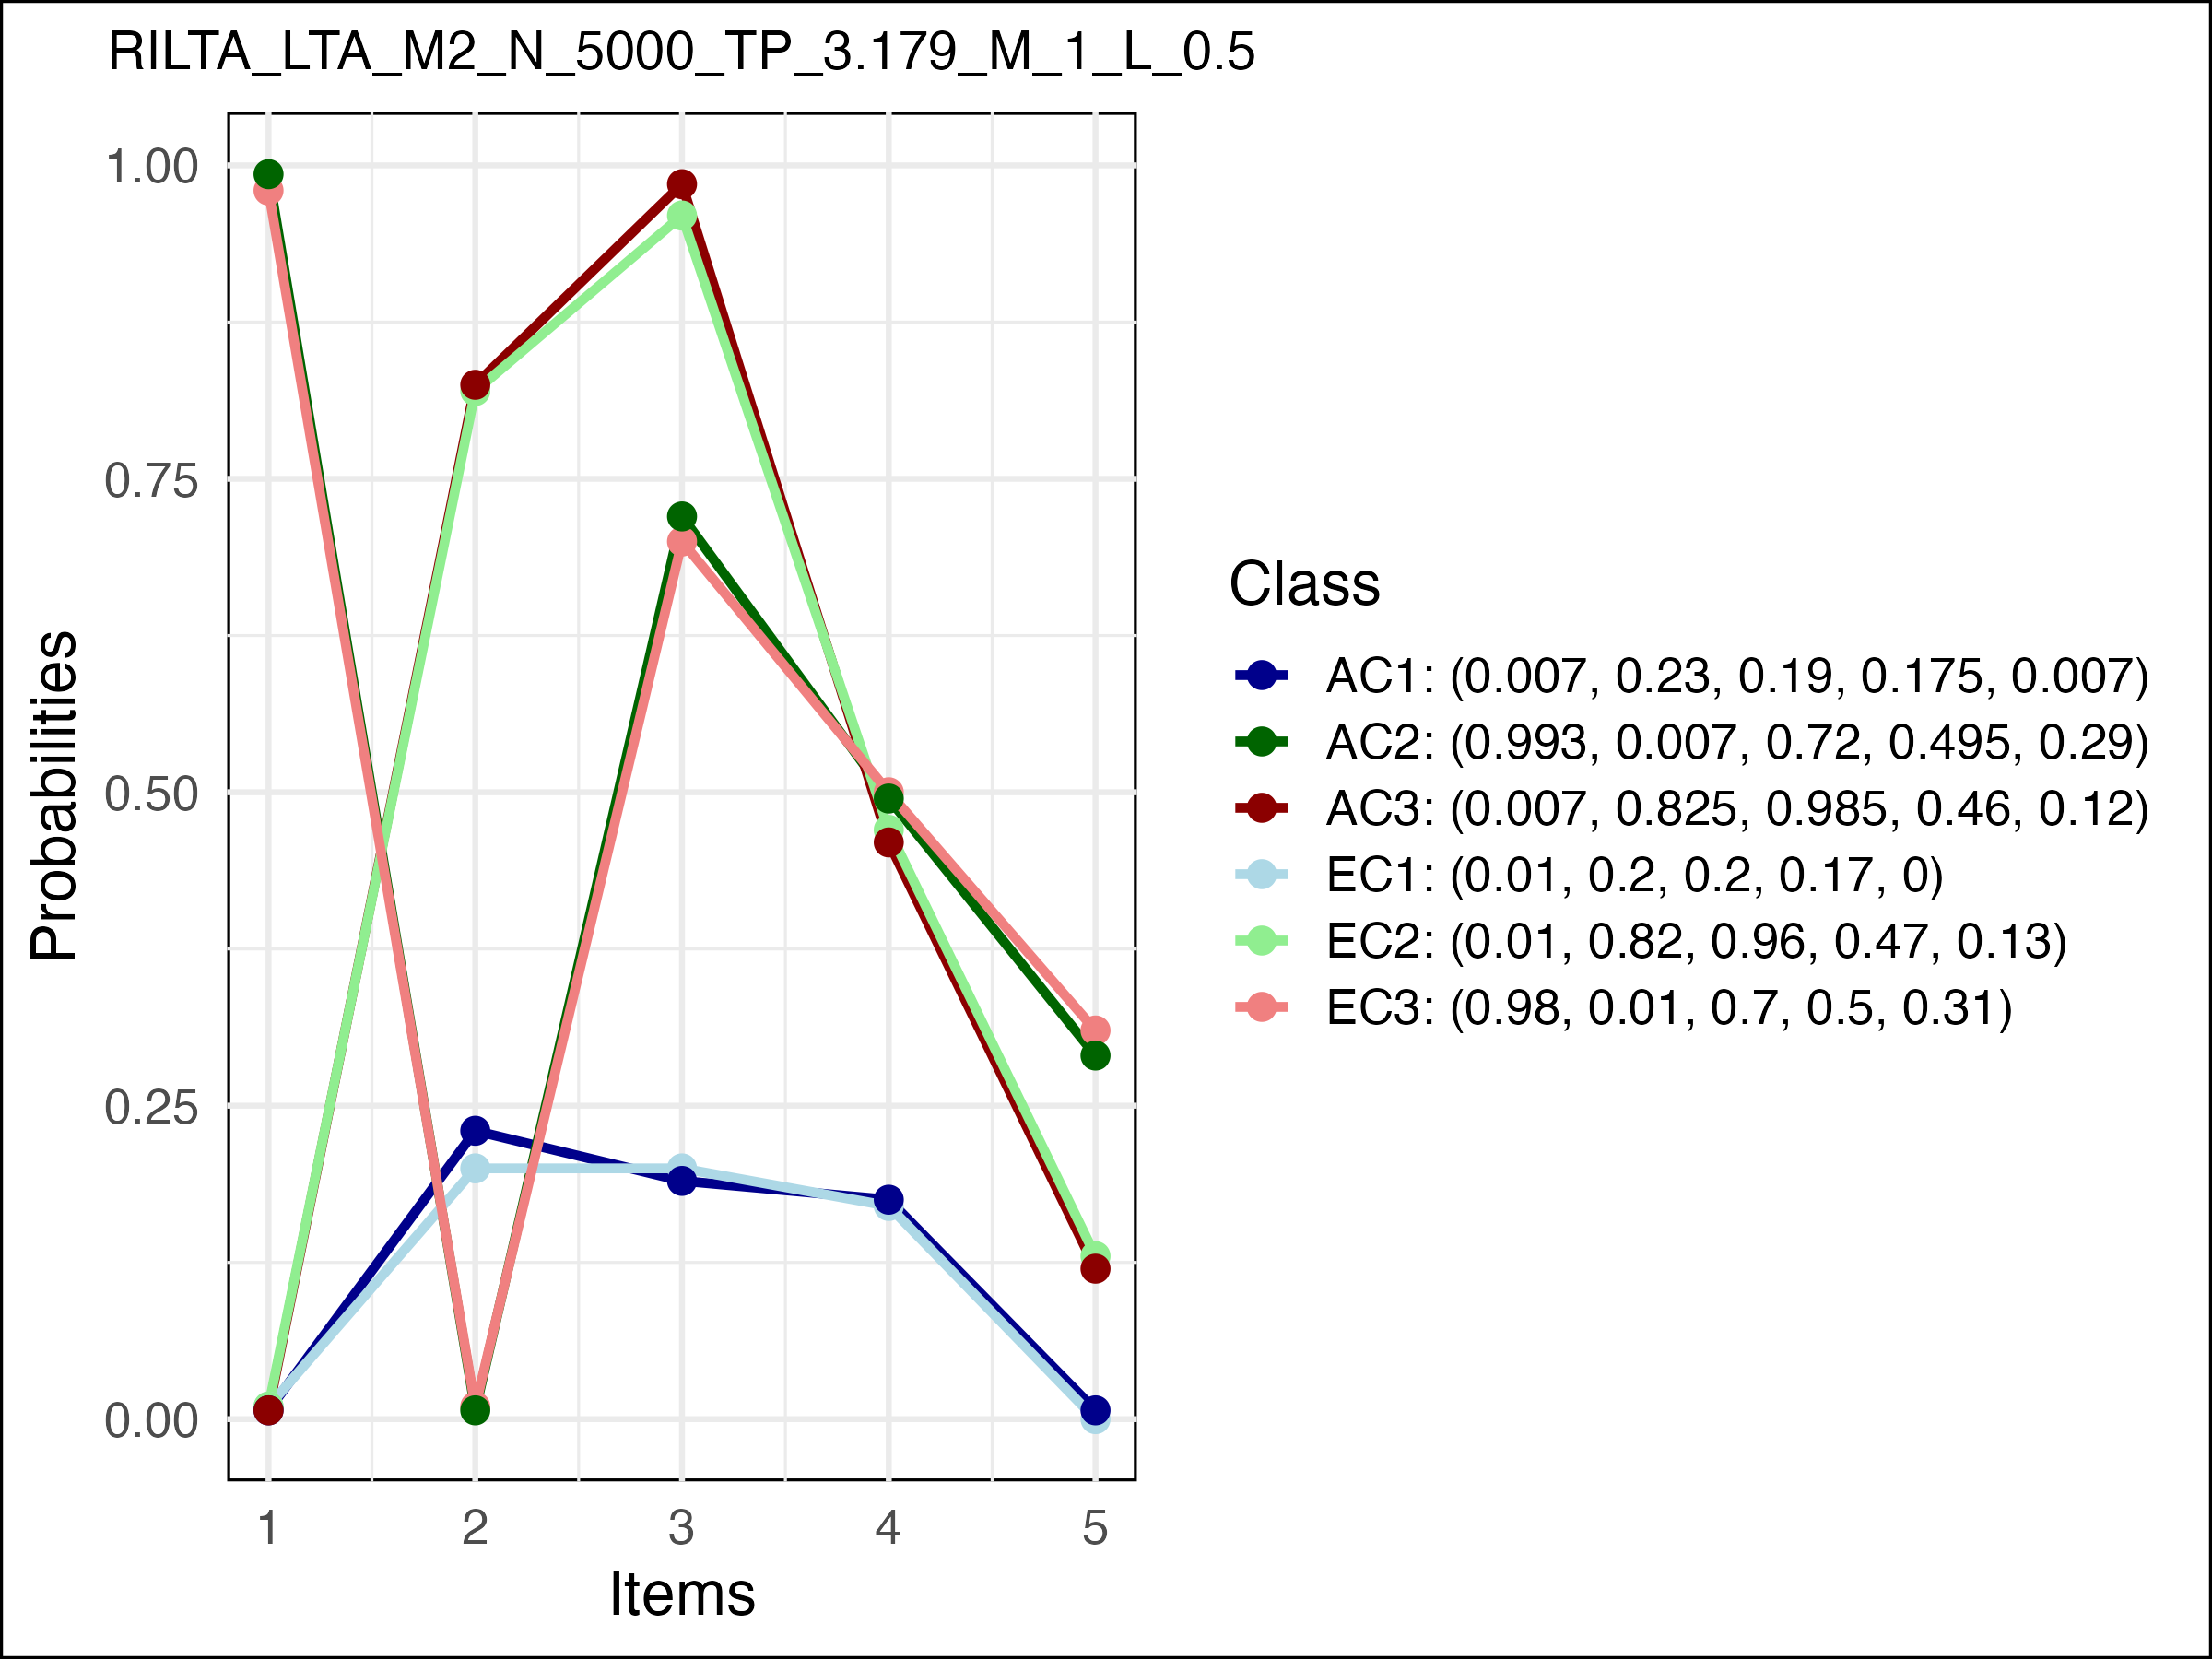 RILTA_LTA_M2_N_5000_TP_3.179_M_1_L_0.5
1.00
0.75
0.50
0.25
0.00
Probabilities
1 2 3 4 5
Items
Class
AC1: (0.007, 0.23, 0.19, 0.175, 0.007)
AC2: (0.993, 0.007, 0.72, 0.495, 0.29)
AC3: (0.007, 0.825, 0.985, 0.46, 0.12)
EC1: (0.01, 0.2, 0.2, 0.17, 0)
EC2: (0.01, 0.82, 0.96, 0.47, 0.13)
EC3: (0.98, 0.01, 0.7, 0.5, 0.31)